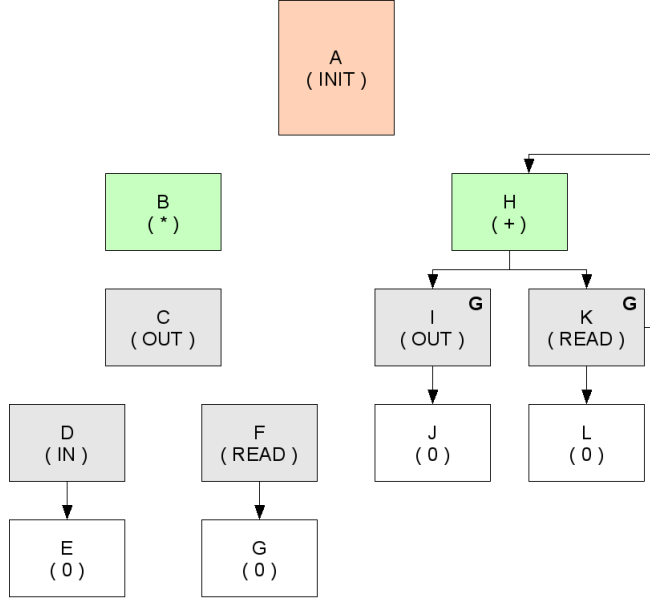 A
( INIT )
B
( * )
H
( + )
C
( OUT )
I
( OUT )
G
K
( READ )
G
D
( IN )
F
( READ )
J
( 0 )
L
( 0 )
E
( 0 )
G
( 0 )